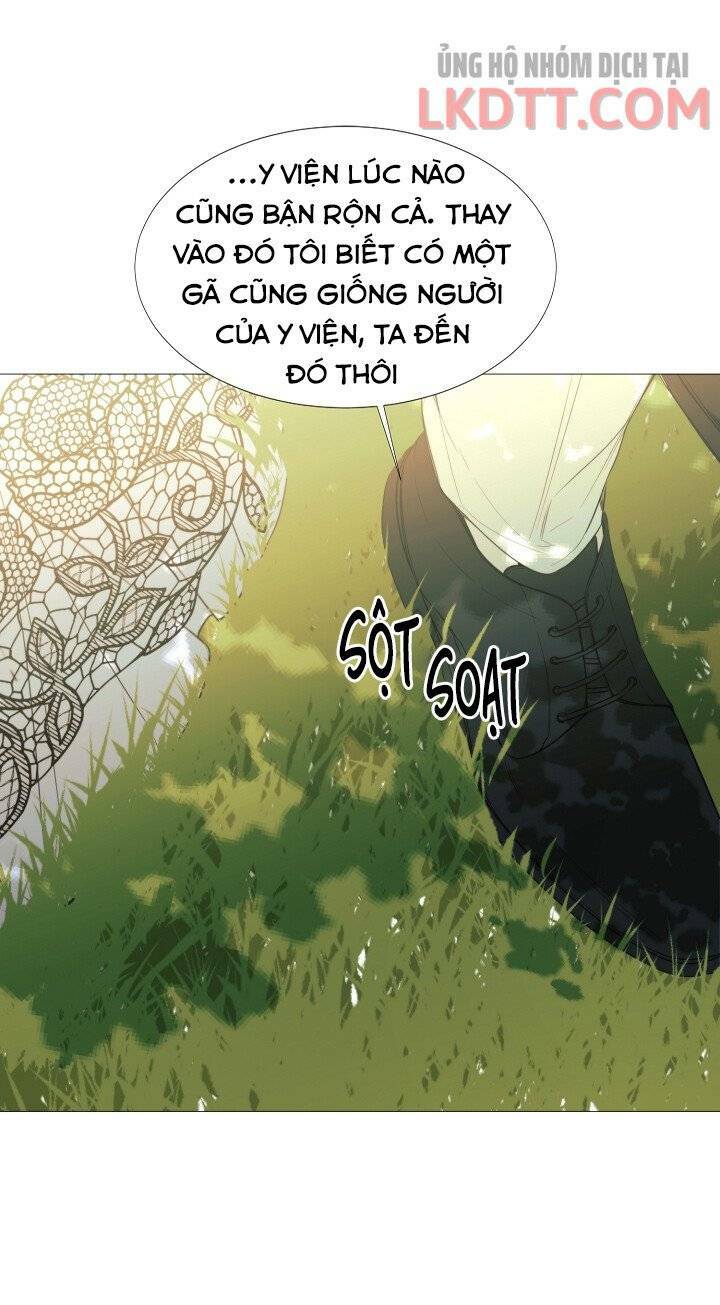 ỦNG HỘ NHÓM DỊCH TẠI
LKDTT.COM
...Y VIỆN LÚC NÀO
CŨNG BẬN RỘN CẢ. THAY
VÀO ĐÓ TÔI BIẾT CÓ MỘT
GÃ CŨNG GIỐNG NGƯỜI
CỦA Y VIỆN, TA ĐẾN
ĐÓ THÔI
SỘT
SOẠT